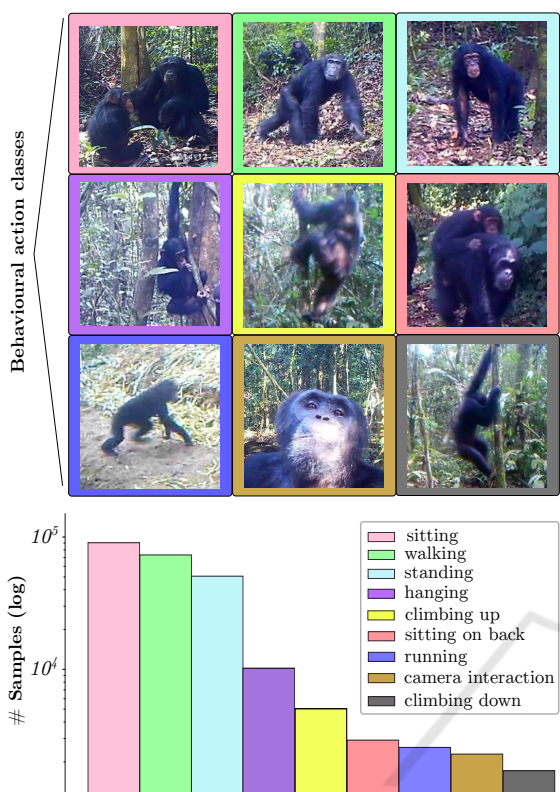 Behavioural action classes
10^5
10^4
# Samples (log)
sitting
walking
standing
hanging
climbing up
sitting on back
running
camera interaction
climbing down